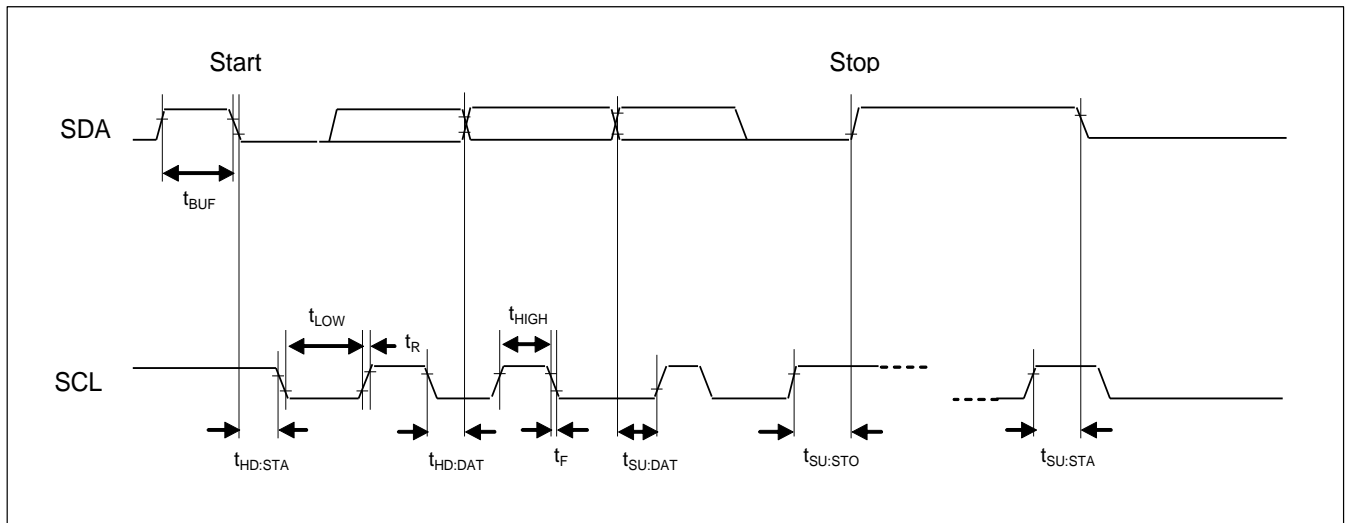 Start Stop
SDA
tBUF
tLOW tR tHIGH
SCL
tHD:STA tHD:DAT tF tSU:DAT tSU:STO tSU:STA